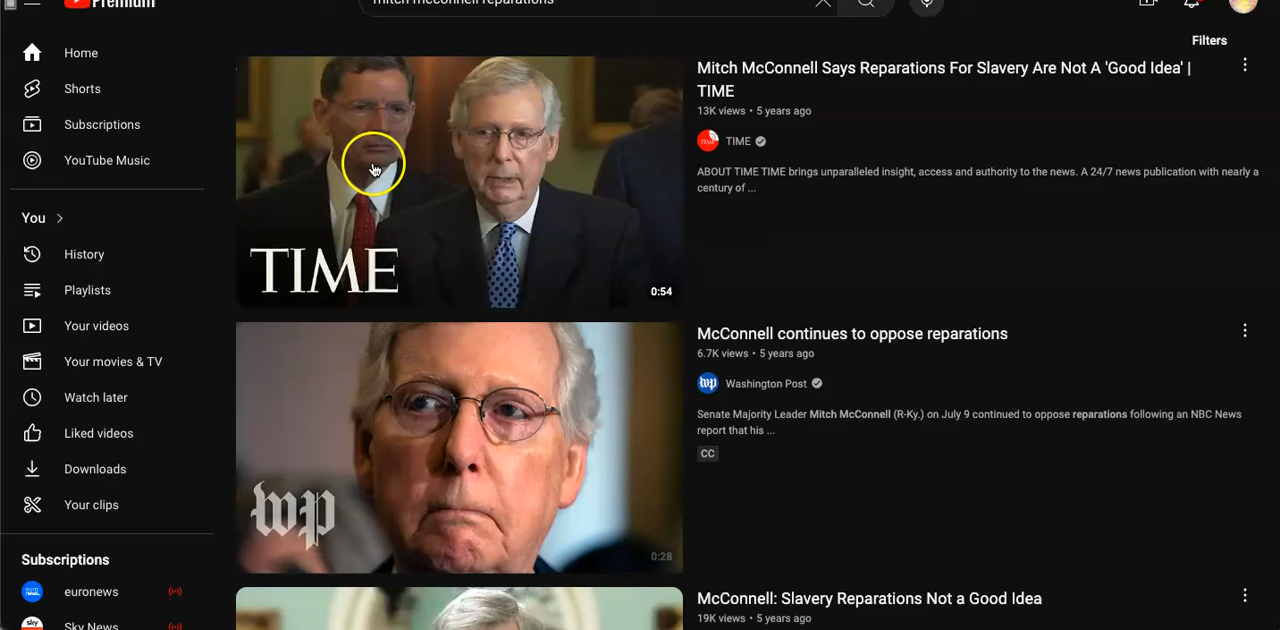 Premium
mitch mcconnell reparations
Filters
Home
Shorts
Subscriptions
YouTube Music
You
History
Playlists
Your videos
Your movies & TV
Watch later
Liked videos
Downloads
Your clips
Subscriptions
euronews
sky
Sky News
TIME
0:54
Mitch McConnell Says Reparations For Slavery Are Not A 'Good Idea' |
TIME
13K views • 5 years ago
TIME
ABOUT TIME TIME brings unparalleled insight, access and authority to the news. A 24/7 news publication with nearly a
century of ...
wp
0:28
McConnell continues to oppose reparations
6.7K views • 5 years ago
wp Washington Post
Senate Majority Leader Mitch McConnell (R-Ky.) on July 9 continued to oppose reparations following an NBC News
report that his ...
CC
McConnell: Slavery Reparations Not a Good Idea
19K views • 5 years ago